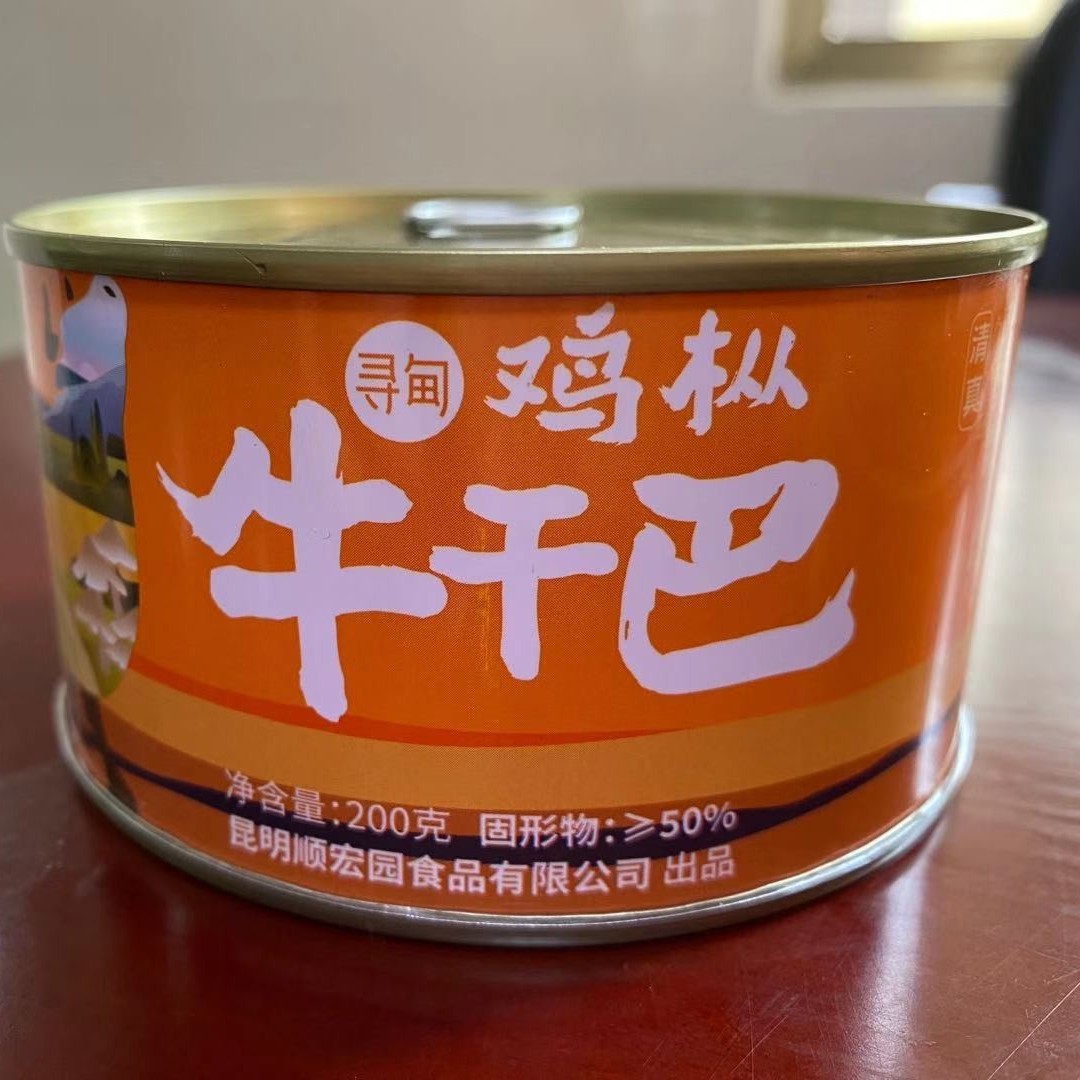 寻甸 鸡枞
牛干巴
清真
净含量:200克 固形物:≥50%
昆明顺宏园食品有限公司 出品